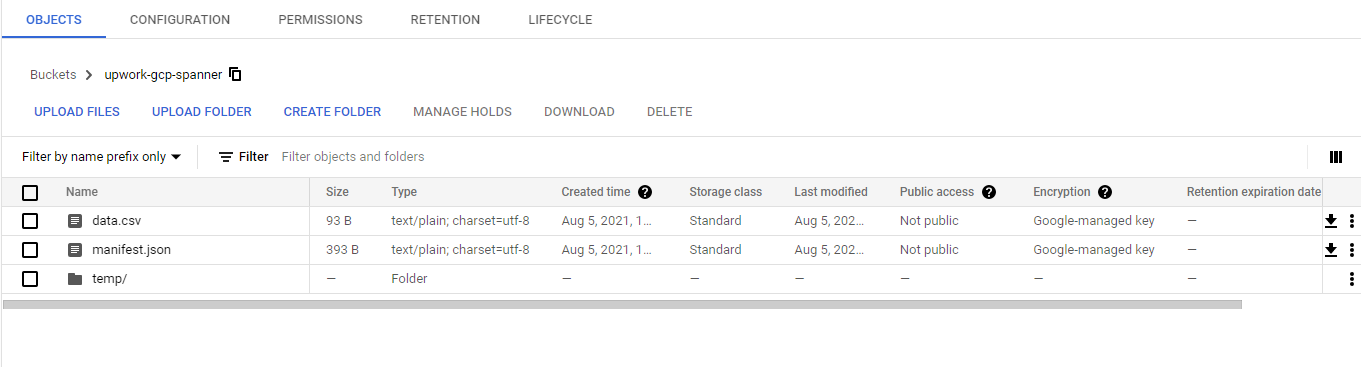 OBJECTS CONFIGURATION PERMISSIONS RETENTION LIFECYCLE
Buckets > upwork-gcp-spanner
UPLOAD FILES UPLOAD FOLDER CREATE FOLDER MANAGE HOLDS DOWNLOAD DELETE
Filter by name prefix only Filter Filter objects and folders
Name Size Type Created time ? Storage class Last modified Public access ? Encryption ? Retention expiration date
data.csv 93 B text/plain; charset=utf-8 Aug 5, 2021, 1... Standard Aug 5, 202... Not public Google-managed key —
manifest.json 393 B text/plain; charset=utf-8 Aug 5, 2021, 1... Standard Aug 5, 202... Not public Google-managed key —
temp/ — Folder — — — — — —